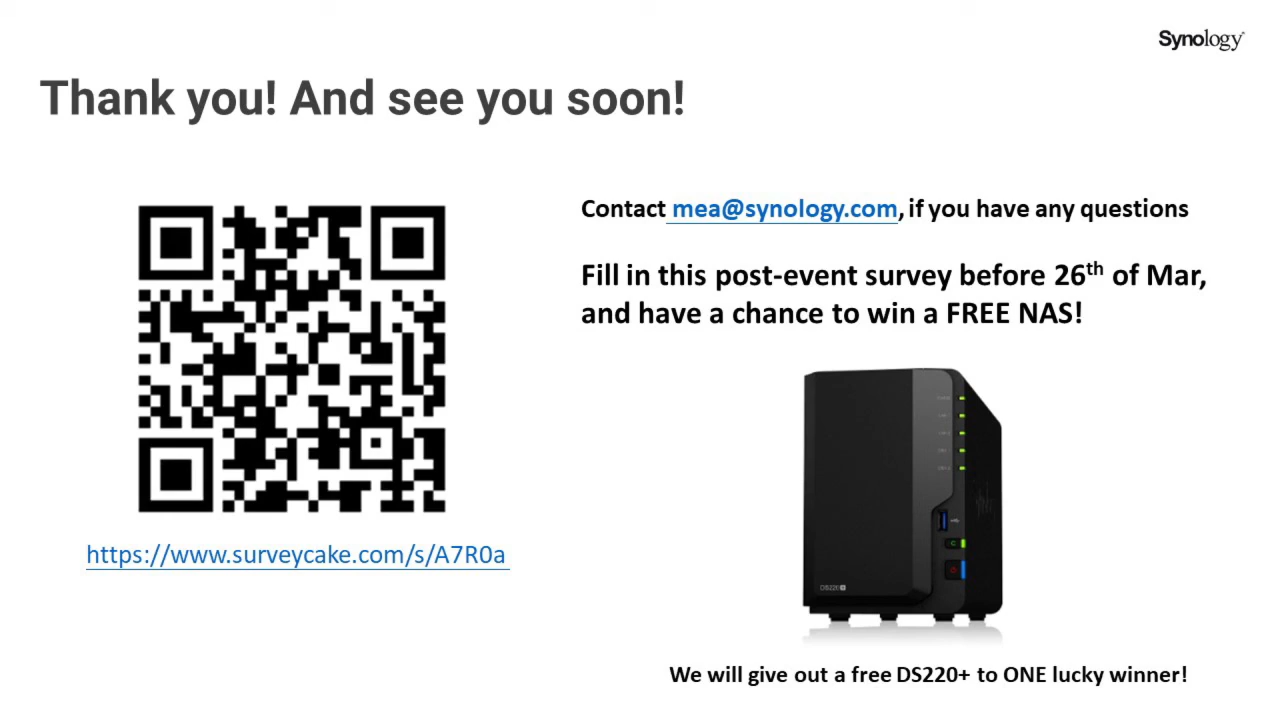 Synology
Thank you! And see you soon!
Contact mea@synology.com, if you have any questions
Fill in this post-event survey before 26th of Mar,
and have a chance to win a FREE NAS!
https://www.surveycake.com/s/A7R0a
DS220+
We will give out a free DS220+ to ONE lucky winner!